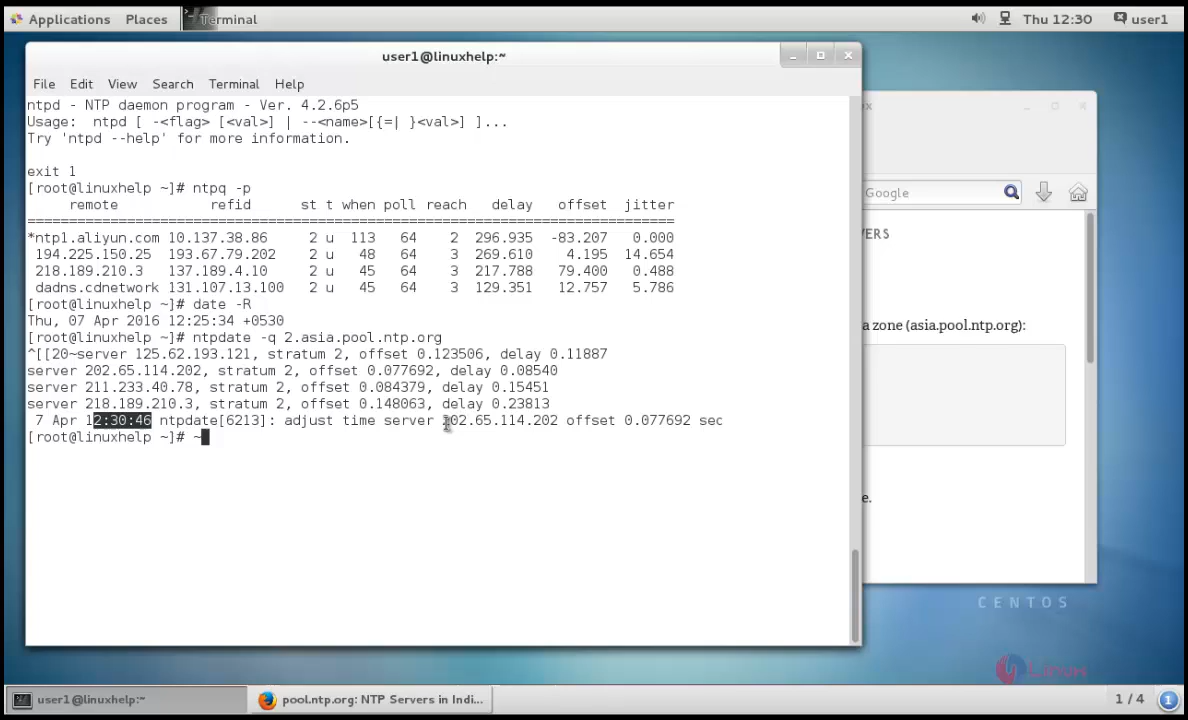 Applications Places Terminal Thu 12:30 user1
user1@linuxhelp:~
File Edit View Search Terminal Help
ntpd - NTP daemon program - Ver. 4.2.6p5
Usage:  ntpd [ -<flag> [<val>] | --<name>[{=| }<val>] ]...
Try 'ntpd --help' for more information.
exit 1
[root@linuxhelp ~]# ntpq -p
     remote           refid      st t when poll reach   delay   offset  jitter
==============================================================================
*ntp1.aliyun.com 10.137.38.86     2 u  113   64    2  296.935  -83.207   0.000
 194.225.150.25  193.67.79.202    2 u   48   64    3  269.610    4.195  14.654
 218.189.210.3   137.189.4.10     2 u   45   64    3  217.788   79.400   0.488
 dadns.cdnetwork 131.107.13.100   2 u   45   64    3  129.351   12.757   5.786
[root@linuxhelp ~]# date -R
Thu, 07 Apr 2016 12:25:34 +0530
[root@linuxhelp ~]# ntpdate -q 2.asia.pool.ntp.org
^[[20~server 125.62.193.121, stratum 2, offset 0.123506, delay 0.11887
server 202.65.114.202, stratum 2, offset 0.077692, delay 0.08540
server 211.233.40.78, stratum 2, offset 0.084379, delay 0.15451
server 218.189.210.3, stratum 2, offset 0.148063, delay 0.23813
 7 Apr 12:30:46 ntpdate[6213]: adjust time server 202.65.114.202 offset 0.077692 sec
[root@linuxhelp ~]# ~
Google
VERS
a zone (asia.pool.ntp.org):
e.
CENTOS
user1@linuxhelp:~ pool.ntp.org: NTP Servers in Indi... 1 / 4 1